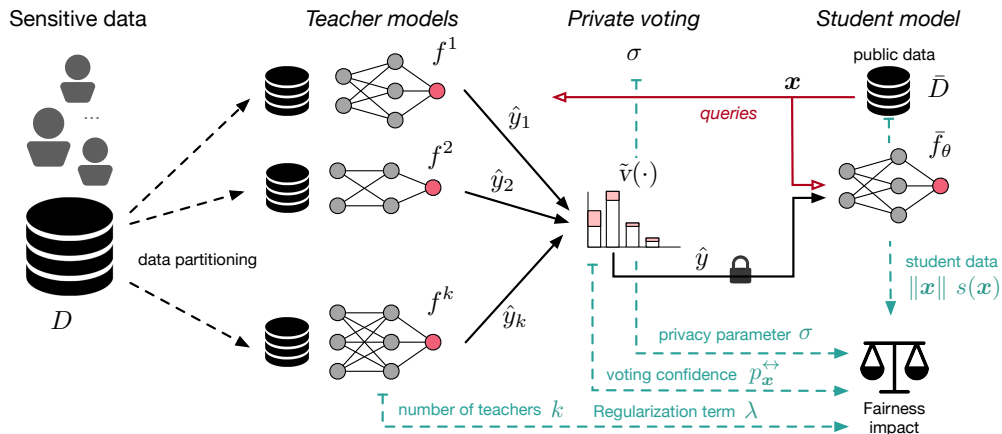 Sensitive data
Teacher models
Private voting
Student model
...
D
data partitioning
f^1
f^2
f^k
ŷ_1
ŷ_2
ŷ_k
σ
ṽ(·)
ŷ
x
queries
public data
D̄
f̄_θ
student data
‖x‖ s(x)
privacy parameter σ
voting confidence p_x^↔
number of teachers k
Regularization term λ
Fairness
impact